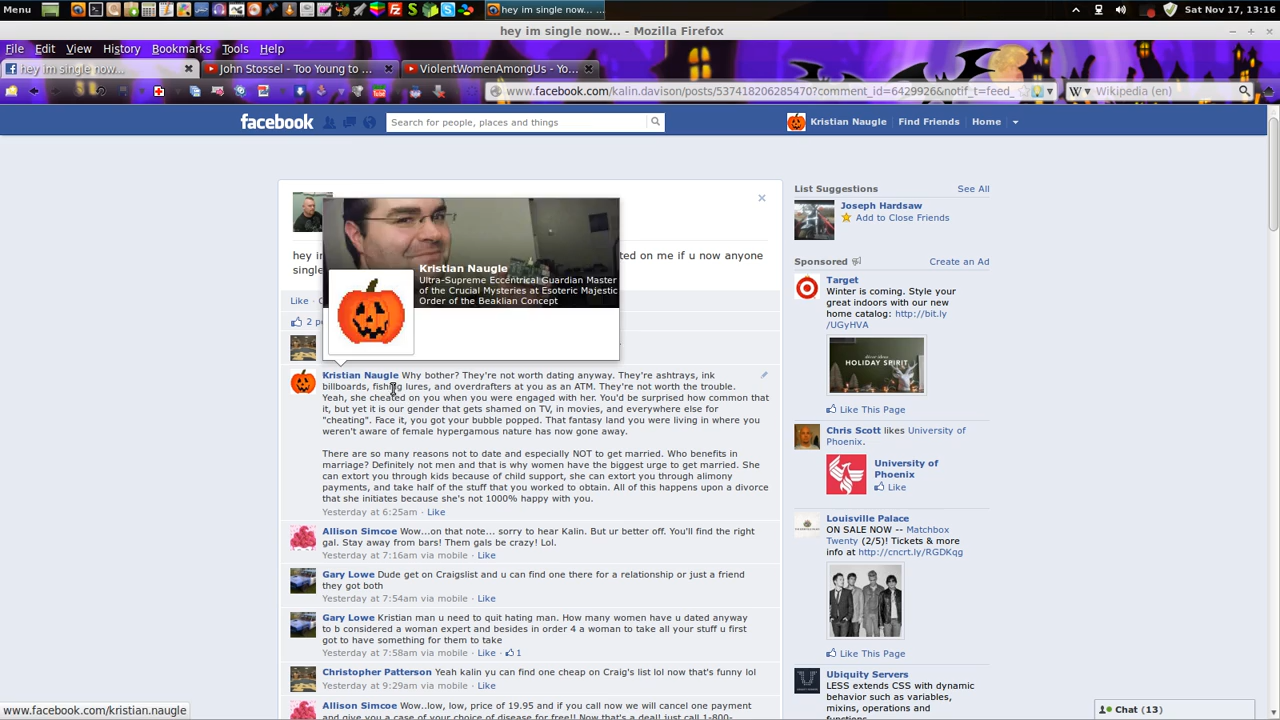 Menu
hey im single now... ...
Sat Nov 17, 13:16
hey im single now... - Mozilla Firefox
File Edit View History Bookmarks Tools Help
hey im single now...
John Stossel - Too Young to ...
ViolentWomenAmongUs - Yo...
www.facebook.com/kalin.davison/posts/537418206285470?comment_id=6429926&notif_t=feed_
Wikipedia (en)
facebook
Search for people, places and things
Kristian Naugle Find Friends Home
hey i
ted on me if u now anyone
single
Kristian Naugle
Ultra-Supreme Eccentrical Guardian Master
of the Crucial Mysteries at Esoteric Majestic
Order of the Beaklian Concept
Like ·
2 p
Kristian Naugle Why bother? They're not worth dating anyway. They're ashtrays, ink
billboards, fishing lures, and overdrafters at you as an ATM. They're not worth the trouble.
Yeah, she cheated on you when you were engaged with her. You'd be surprised how common that
it, but yet it is our gender that gets shamed on TV, in movies, and everywhere else for
"cheating". Face it, you got your bubble popped. That fantasy land you were living in where you
weren't aware of female hypergamous nature has now gone away.
There are so many reasons not to date and especially NOT to get married. Who benefits in
marriage? Definitely not men and that is why women have the biggest urge to get married. She
can extort you through kids because of child support, she can extort you through alimony
payments, and take half of the stuff that you worked to obtain. All of this happens upon a divorce
that she initiates because she's not 1000% happy with you.
Yesterday at 6:25am · Like
Allison Simcoe Wow...on that note... sorry to hear Kalin. But ur better off. You'll find the right
gal. Stay away from bars! Them gals be crazy! Lol.
Yesterday at 7:16am via mobile · Like
Gary Lowe Dude get on Craigslist and u can find one there for a relationship or just a friend
they got both
Yesterday at 7:54am via mobile · Like
Gary Lowe Kristian man u need to quit hating man. How many women have u dated anyway
to b considered a woman expert and besides in order 4 a woman to take all your stuff u first
got to have something for them to take
Yesterday at 7:58am via mobile · Like · 1
Christopher Patterson Yeah kalin yu can find one cheap on Craig's list lol now that's funny lol
Yesterday at 9:29am via mobile · Like
Allison Simcoe Wow..low, low, price of 19.95 and if you call now we will campout one payment
and give you a case of your choice of disease for free!! Now that's a deal! just call 1-800-
List Suggestions See All
Joseph Hardsaw
Add to Close Friends
Sponsored Create an Ad
Target
Winter is coming. Style your
great indoors with our new
home catalog: http://bit.ly
/UGyHVA
HOLIDAY SPIRIT
Like This Page
Chris Scott likes University of
Phoenix.
University of
Phoenix
Like
Louisville Palace
ON SALE NOW -- Matchbox
Twenty (2/5)! Tickets & more
info at http://cncrt.ly/RGDKqg
Like This Page
Ubiquity Servers
LESS extends CSS with dynamic
behavior such as variables,
mixins, operations and
functions
Chat (13)
www.facebook.com/kristian.naugle